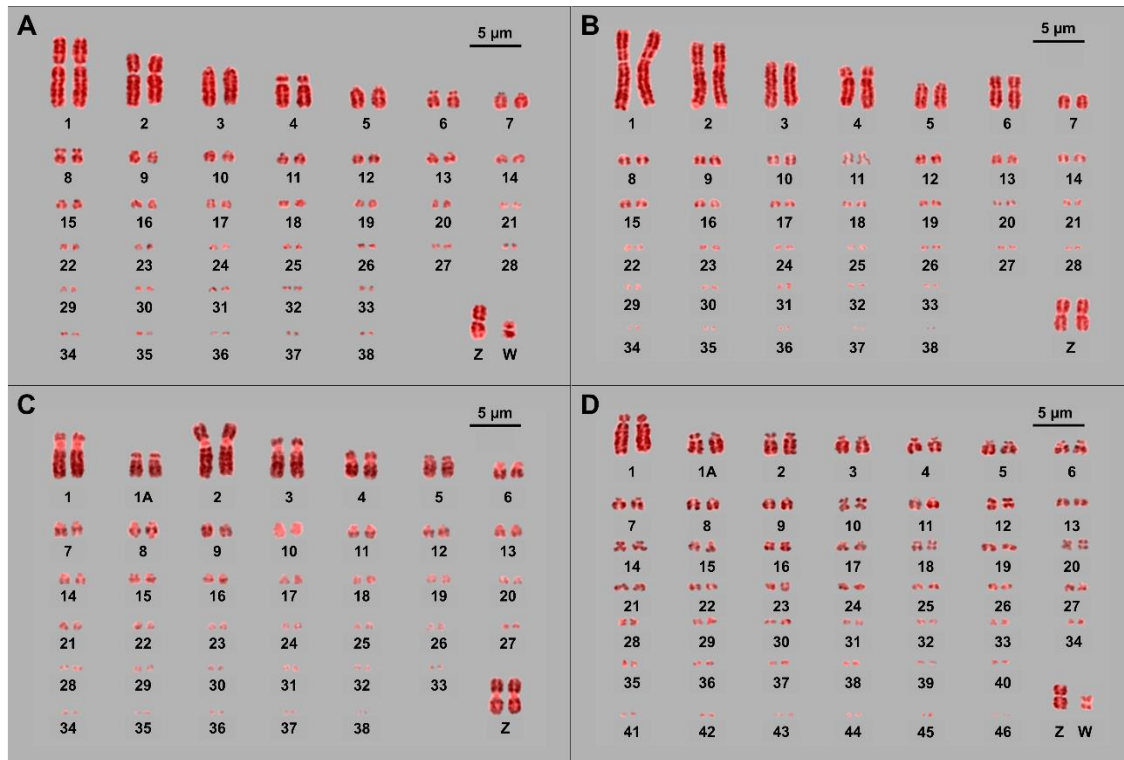 A
5 µm
1 2 3 4 5 6 7
8 9 10 11 12 13 14
15 16 17 18 19 20 21
22 23 24 25 26 27 28
29 30 31 32 33
34 35 36 37 38 Z W
B
5 µm
1 2 3 4 5 6 7
8 9 10 11 12 13 14
15 16 17 18 19 20 21
22 23 24 25 26 27 28
29 30 31 32 33
34 35 36 37 38 Z
C
5 µm
1 1A 2 3 4 5 6
7 8 9 10 11 12 13
14 15 16 17 18 19 20
21 22 23 24 25 26 27
28 29 30 31 32 33
34 35 36 37 38 Z
D
5 µm
1 1A 2 3 4 5 6
7 8 9 10 11 12 13
14 15 16 17 18 19 20
21 22 23 24 25 26 27
28 29 30 31 32 33 34
35 36 37 38 39 40
41 42 43 44 45 46 Z W